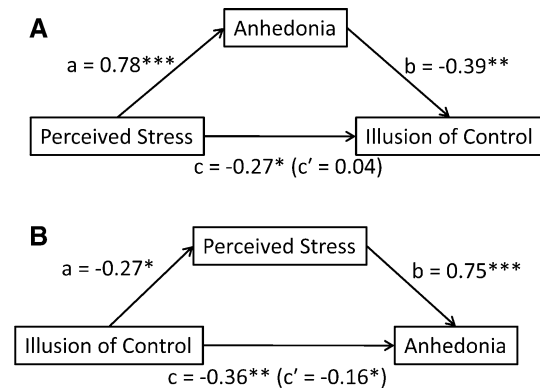 A
Anhedonia
a = 0.78***
b = -0.39**
Perceived Stress
Illusion of Control
c = -0.27* (c′ = 0.04)
B
Perceived Stress
a = -0.27*
b = 0.75***
Illusion of Control
Anhedonia
c = -0.36** (c′ = -0.16*)